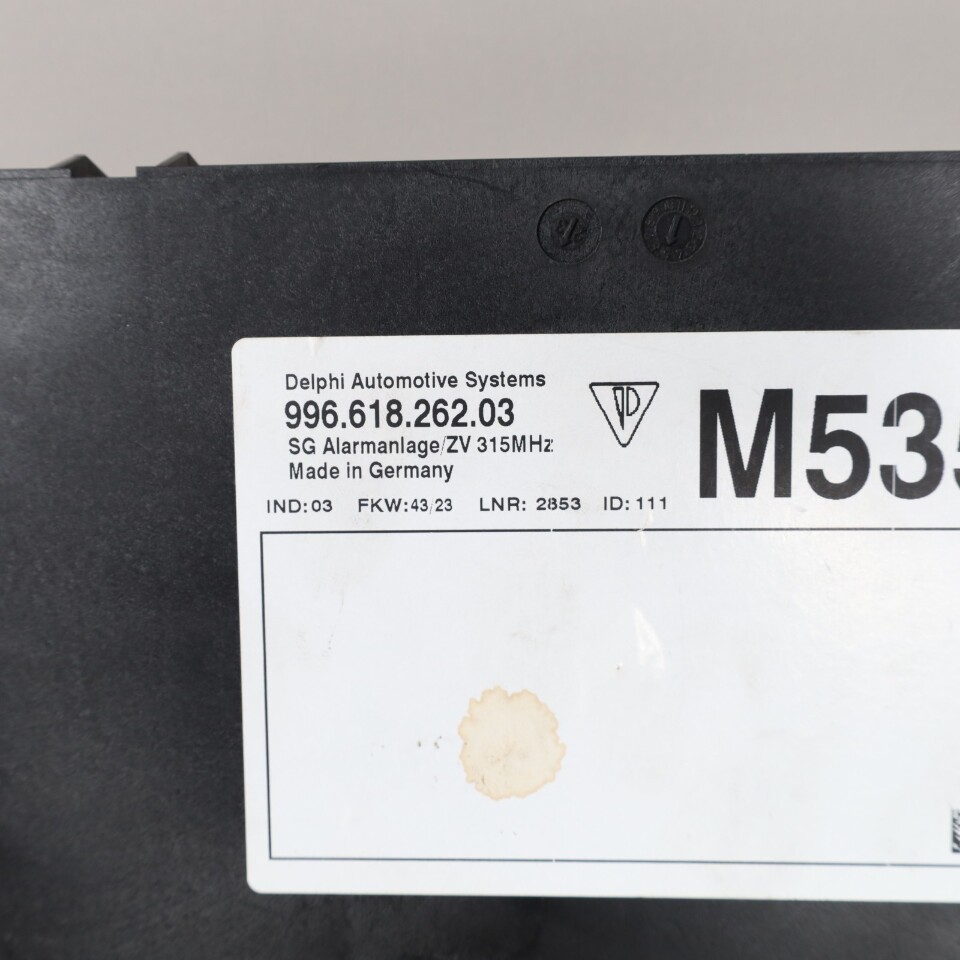 Delphi Automotive Systems
996.618.262.03
SG Alarmanlage/ZV 315MHz
Made in Germany
IND:03 FKW:43/23 LNR: 2853 ID: 111
M535